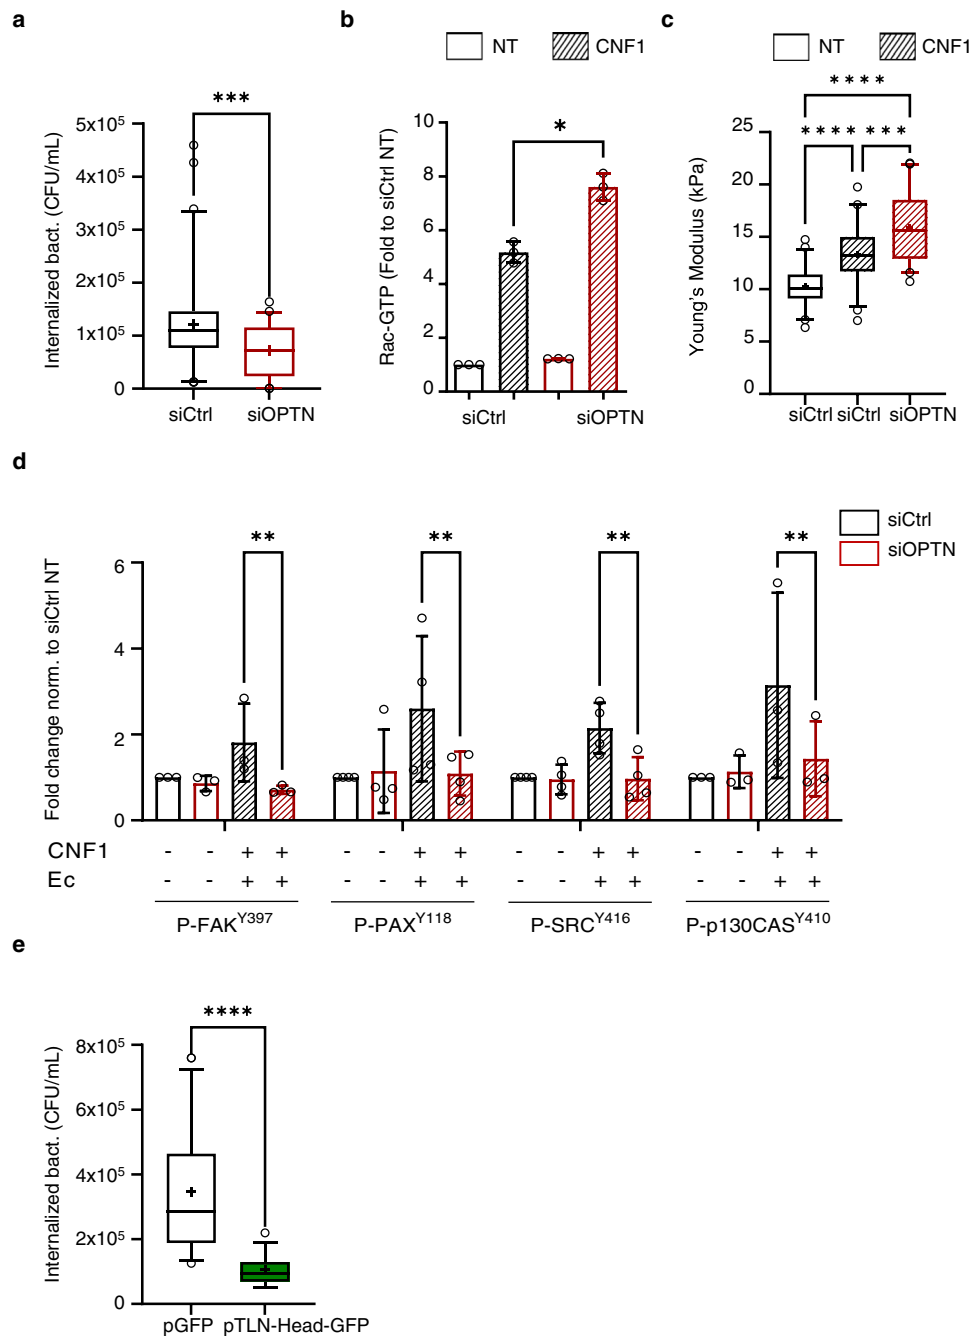 a
***
Internalized bact. (CFU/mL)
5x10⁵
4x10⁵
3x10⁵
2x10⁵
1x10⁵
0
siCtrl siOPTN
b
NT CNF1
*
Rac-GTP (Fold to siCtrl NT)
10
8
6
4
2
0
siCtrl siOPTN
c
NT CNF1
****
**** ***
Young's Modulus (kPa)
25
20
15
10
5
0
siCtrl siCtrl siOPTN
d
siCtrl
siOPTN
** ** ** **
Fold change norm. to siCtrl NT
6
4
2
0
CNF1 - - + + - - + + - - + + - - + +
Ec - - + + - - + + - - + + - - + +
P-FAK^Y397 P-PAX^Y118 P-SRC^Y416 P-p130CAS^Y410
e
****
Internalized bact. (CFU/mL)
8x10⁵
6x10⁵
4x10⁵
2x10⁵
0
pGFP pTLN-Head-GFP